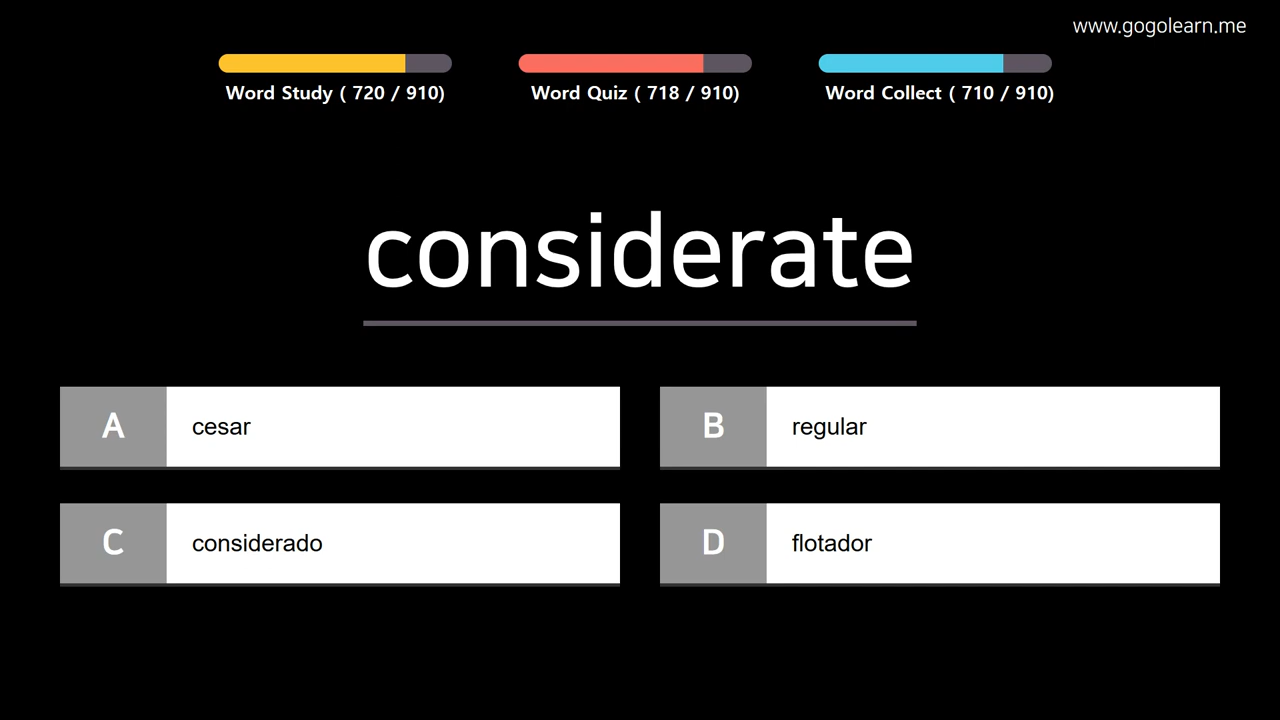 www.gogolearn.me
Word Study ( 720 / 910)
Word Quiz ( 718 / 910)
Word Collect ( 710 / 910)
considerate
A cesar
B regular
C considerado
D flotador